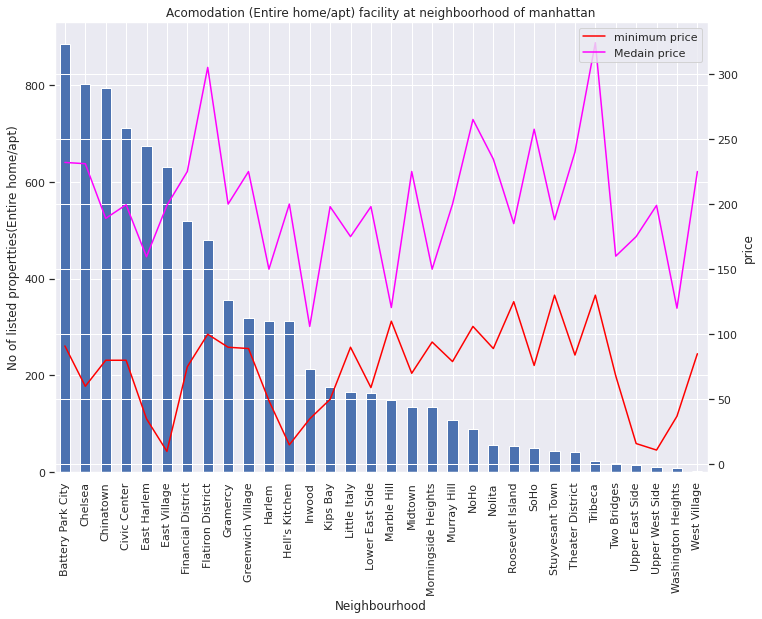 Acomodation (Entire home/apt) facility at neighboorhood of manhattan
minimum price
Medain price
No of listed propertties(Entire home/apt)
800
600
400
200
0
price
300
250
200
150
100
50
0
Battery Park City
Chelsea
Chinatown
Civic Center
East Harlem
East Village
Financial District
Flatiron District
Gramercy
Greenwich Village
Harlem
Hell's Kitchen
Inwood
Kips Bay
Little Italy
Lower East Side
Marble Hill
Midtown
Morningside Heights
Murray Hill
NoHo
Nolita
Roosevelt Island
SoHo
Stuyvesant Town
Theater District
Tribeca
Two Bridges
Upper East Side
Upper West Side
Washington Heights
West Village
Neighbourhood